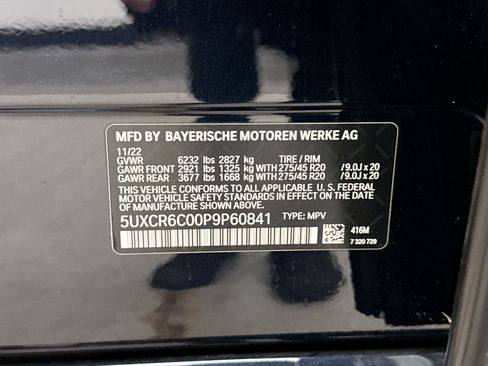 MFD BY BAYERISCHE MOTOREN WERKE AG
11/22
GVWR 6232 lbs 2827 kg TIRE / RIM
GAWR FRONT 2921 lbs 1325 kg with 275/45 R20 /9.0J x 20
GAWR REAR 3677 lbs 1668 kg with 275/45 R20 /9.0J x 20
THIS VEHICLE CONFORMS TO ALL APPLICABLE U. S. FEDERAL
MOTOR VEHICLE SAFETY STANDARDS IN EFFECT ON THE DATE
OF MANUFACTURE SHOWN ABOVE.
5UXCR6C00P9P60841 TYPE: MPV
416M
7 320 729